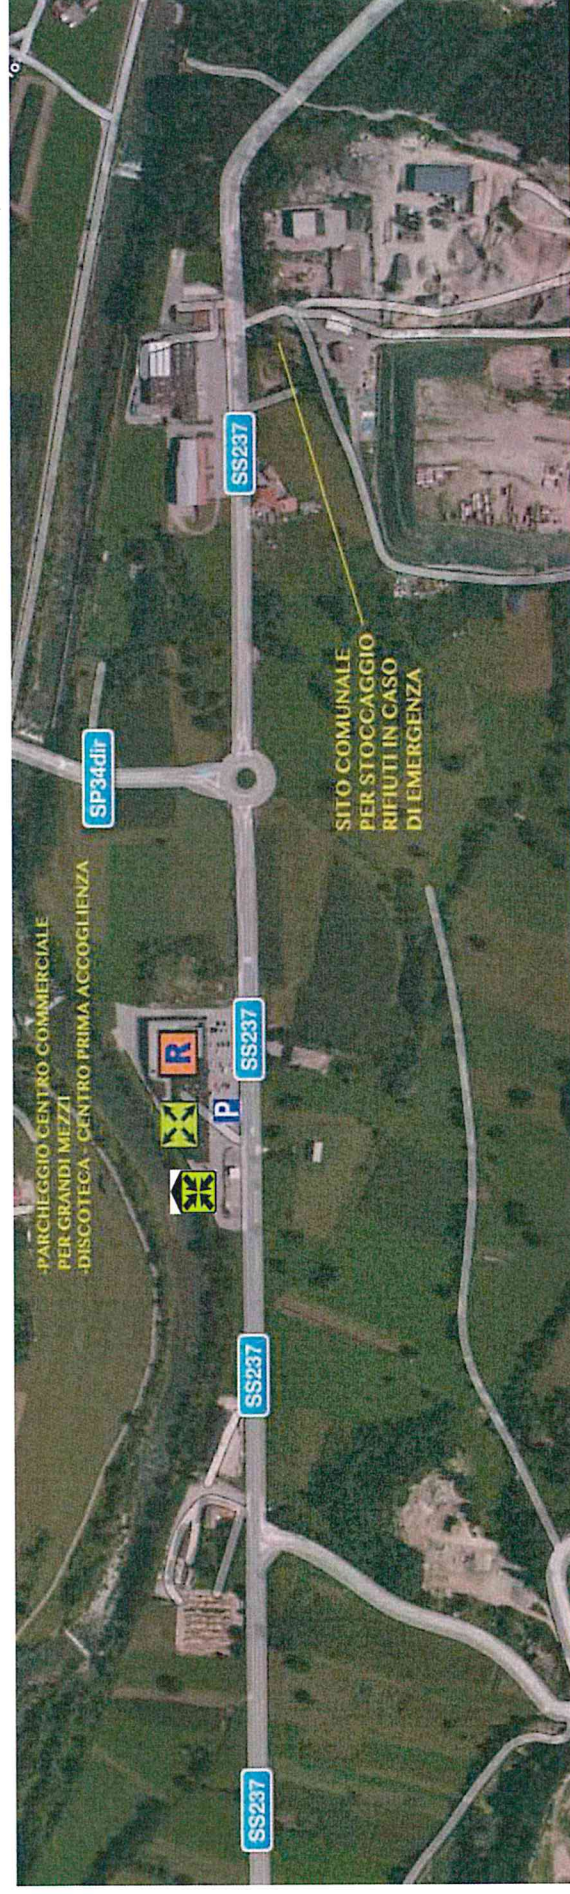 -PARCHEGGIO CENTRO COMMERCIALE
PER GRANDI MEZZI
-DISCOTECA - CENTRO PRIMA ACCOGLIENZA
SP34dir
R
P
SS237
SS237
SS237
SS237
SITO COMUNALE
PER STOCCAGGIO
RIFIUTI IN CASO
DI EMERGENZA